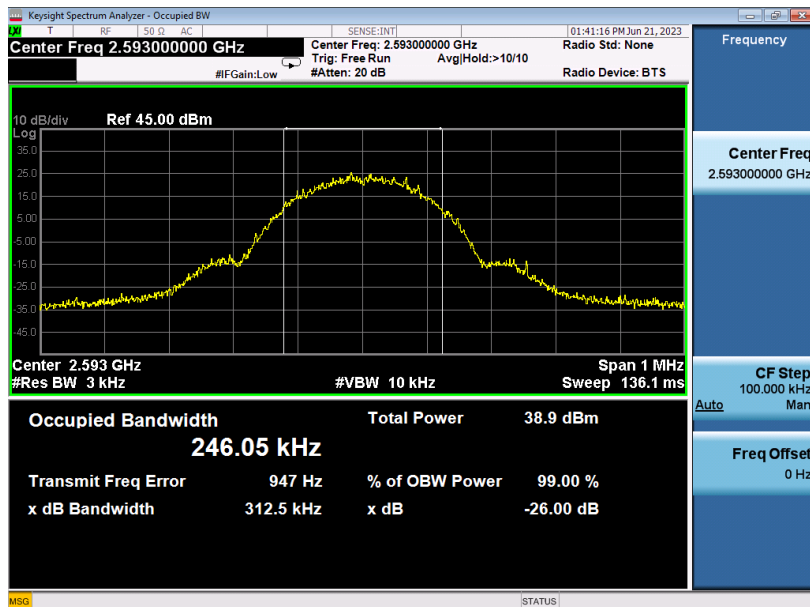 Keysight Spectrum Analyzer - Occupied BW
LXI T RF 50 Ω AC SENSE:INT 01:41:16 PM Jun 21, 2023
Center Freq 2.593000000 GHz
Center Freq: 2.593000000 GHz Radio Std: None
Trig: Free Run Avg|Hold:>10/10
#IFGain:Low #Atten: 20 dB Radio Device: BTS
10 dB/div Ref 45.00 dBm
Log
35.0
25.0
15.0
5.00
-5.00
-15.0
-25.0
-35.0
-45.0
Center 2.593 GHz Span 1 MHz
#Res BW 3 kHz #VBW 10 kHz Sweep 136.1 ms
Occupied Bandwidth Total Power 38.9 dBm
246.05 kHz
Transmit Freq Error 947 Hz % of OBW Power 99.00 %
x dB Bandwidth 312.5 kHz x dB -26.00 dB
MSG STATUS
Frequency
Center Freq
2.593000000 GHz
CF Step
100.000 kHz
Auto Man
Freq Offset
0 Hz